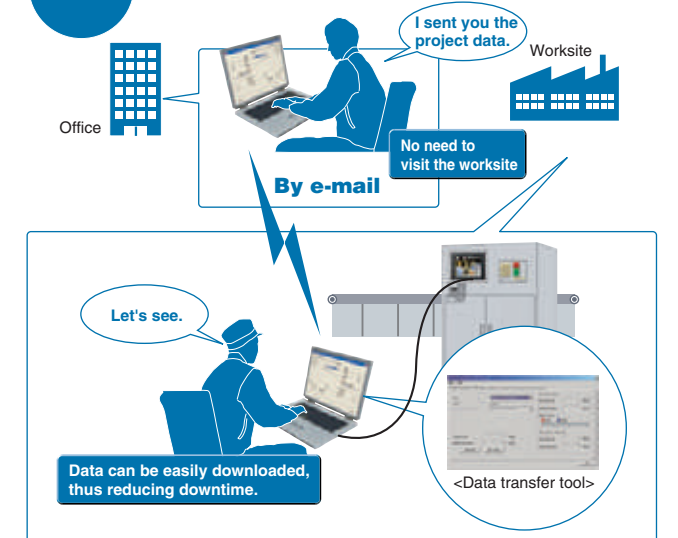 I sent you the
project data.
Worksite
Office
No need to
visit the worksite
By e-mail
Let's see.
Data can be easily downloaded,
thus reducing downtime.
<Data transfer tool>